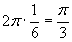 2π · 1/6 = π/3